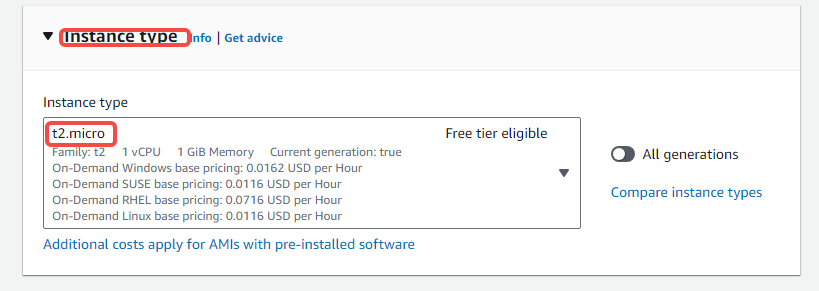 Instance type nfo | Get advice
Instance type
t2.micro Free tier eligible
Family: t2 1 vCPU 1 GiB Memory Current generation: true
On-Demand Windows base pricing: 0.0162 USD per Hour
On-Demand SUSE base pricing: 0.0116 USD per Hour
On-Demand RHEL base pricing: 0.0716 USD per Hour
On-Demand Linux base pricing: 0.0116 USD per Hour
All generations
Compare instance types
Additional costs apply for AMIs with pre-installed software